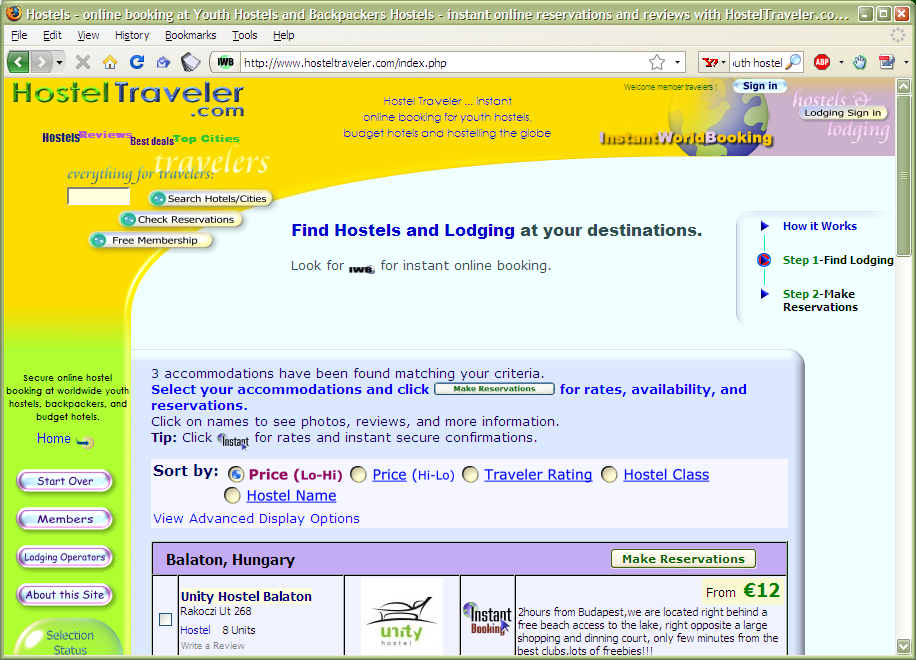 Hostels - online booking at Youth Hostels and Backpackers Hostels - instant online reservations and reviews with HostelTraveler.co...
File Edit View History Bookmarks Tools Help
IWB http://www.hosteltraveler.com/index.php Y! uth hostel ABP
HostelTraveler
.com
Hostels Reviews Best deals Top Cities
travelers
everything for travelers:
Search Hotels/Cities
Check Reservations
Free Membership
Hostel Traveler ... instant
online booking for youth hostels,
budget hotels and hostelling the globe
Welcome member travelers !
Sign in
InstantWorldBooking
hostels &
Lodging Sign in
lodging
Find Hostels and Lodging at your destinations.
Look for IWB for instant online booking.
How it Works
Step 1-Find Lodging
Step 2-Make
Reservations
Secure online hostel
booking at worldwide youth
hostels, backpackers, and
budget hotels.
Home
Start Over
Members
Lodging Operators
About this Site
Selection
Status
3 accommodations have been found matching your criteria.
Select your accommodations and click Make Reservations for rates, availability, and
reservations.
Click on names to see photos, reviews, and more information.
Tip: Click Instant for rates and instant secure confirmations.
Sort by: Price (Lo-Hi) Price (Hi-Lo) Traveler Rating Hostel Class
Hostel Name
View Advanced Display Options
Balaton, Hungary Make Reservations
Unity Hostel Balaton
Rakoczi Ut 268
Hostel 8 Units
Write a Review
unity
hostel
Instant
Booking
From €12
2hours from Budapest,we are located right behind a
free beach access to the lake, right opposite a large
shopping and dinning court, only few minutes from the
best clubs.lots of freebies!!!